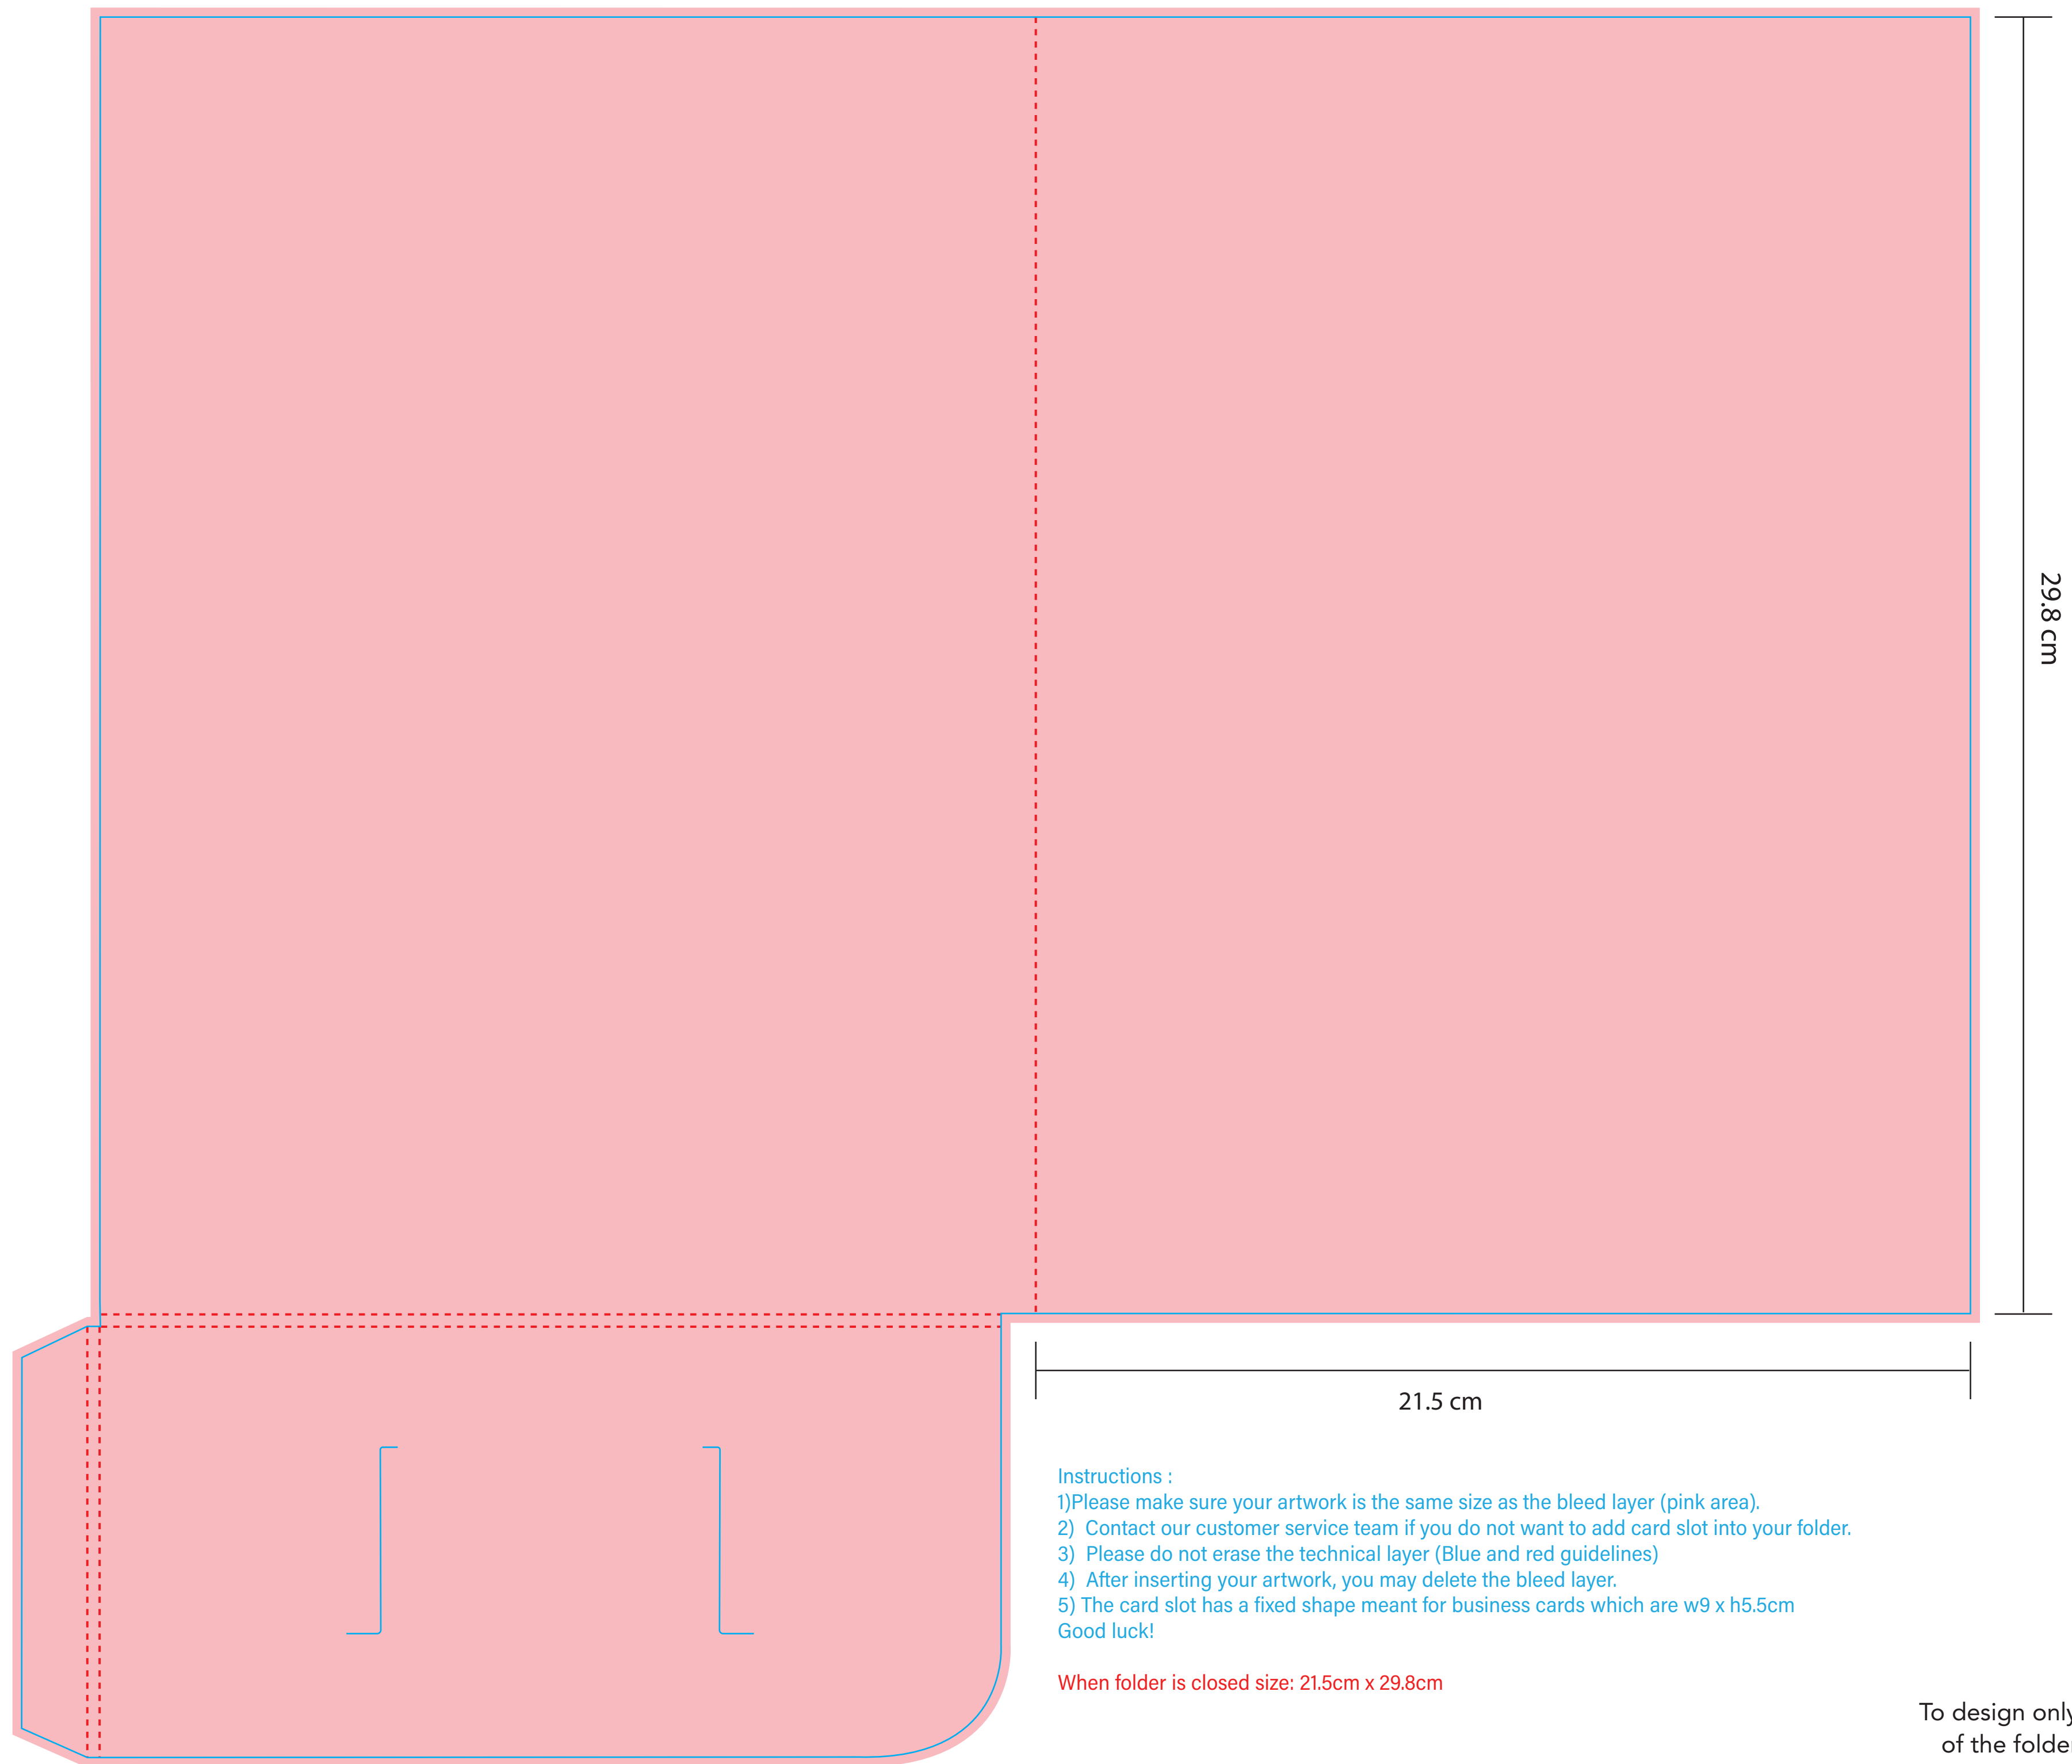 29.8 cm
21.5 cm
Instructions :
1)Please make sure your artwork is the same size as the bleed layer (pink area).
2)  Contact our customer service team if you do not want to add card slot into your folder.
3)  Please do not erase the technical layer (Blue and red guidelines)
4)  After inserting your artwork, you may delete the bleed layer.
5) The card slot has a fixed shape meant for business cards which are w9 x h5.5cm
Good luck!
When folder is closed size: 21.5cm x 29.8cm
To design only
of the folde